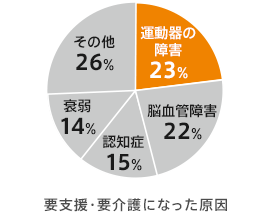 運動器の
障害
23%
脳血管障害
22%
認知症
15%
衰弱
14%
その他
26%
要支援・要介護になった原因